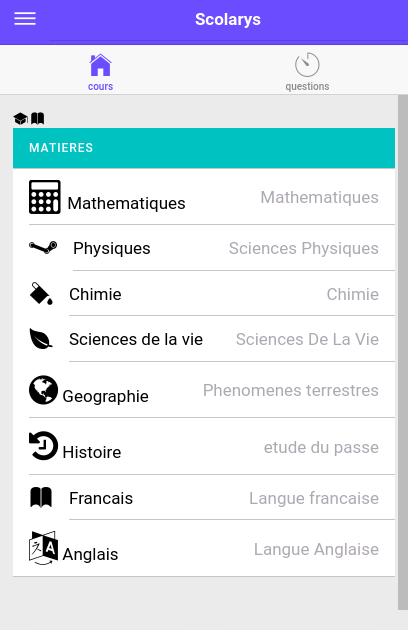 Scolarys
cours
questions
MATIERES
Mathematiques Mathematiques
Physiques Sciences Physiques
Chimie Chimie
Sciences de la vie Sciences De La Vie
Geographie Phenomenes terrestres
Histoire etude du passe
Francais Langue francaise
Anglais Langue Anglaise